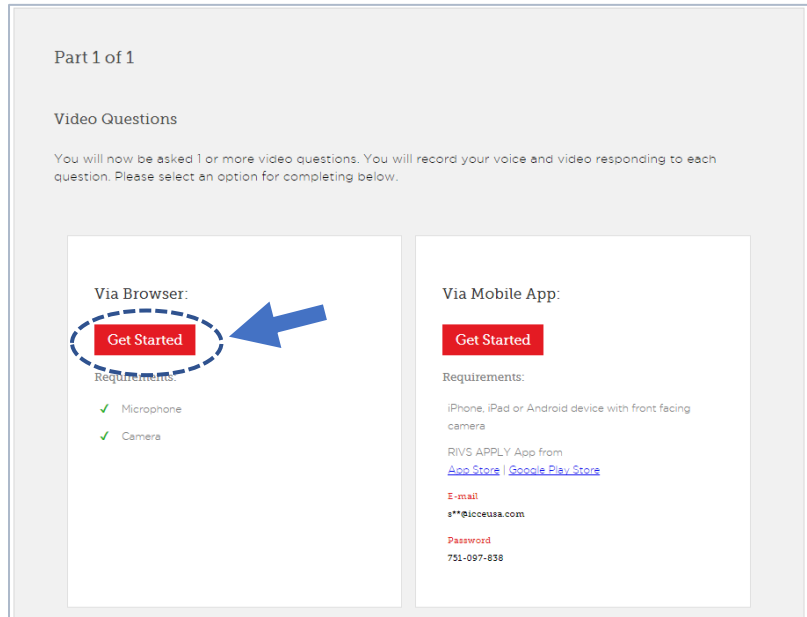 Part 1 of 1
Video Questions
You will now be asked 1 or more video questions. You will record your voice and video responding to each
question. Please select an option for completing below.
Via Browser:
Get Started
Requirements:
Microphone
Camera
Via Mobile App:
Get Started
Requirements:
iPhone, iPad or Android device with front facing
camera
RIVS APPLY App from
App Store | Google Play Store
E-mail
s**@icceusa.com
Password
751-097-838